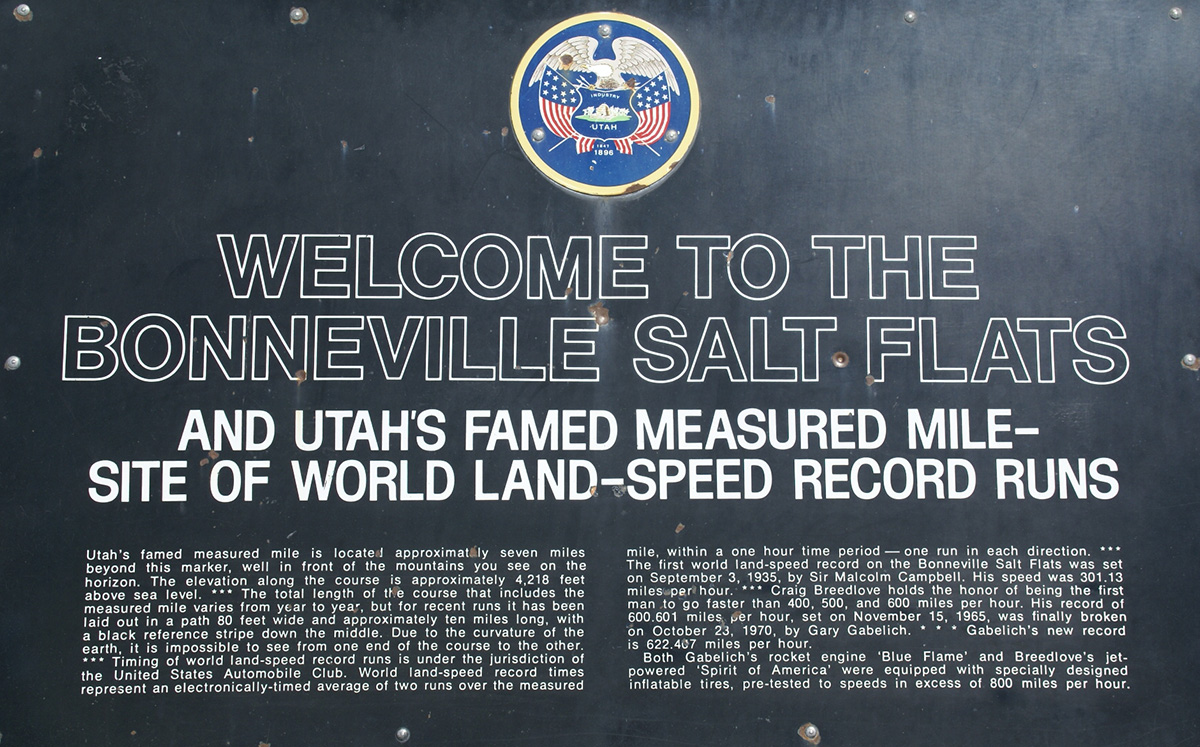 INDUSTRY
UTAH
1847
1896
WELCOME TO THE
BONNEVILLE SALT FLATS
AND UTAH'S FAMED MEASURED MILE–
SITE OF WORLD LAND–SPEED RECORD RUNS
Utah's famed measured mile is located approximately seven miles
beyond this marker, well in front of the mountains you see on the
horizon. The elevation along the course is approximately 4,218 feet
above sea level. *** The total length of the course that includes the
measured mile varies from year to year, but for recent runs it has been
laid out in a path 80 feet wide and approximately ten miles long, with
a black reference stripe down the middle. Due to the curvature of the
earth, it is impossible to see from one end of the course to the other.
*** Timing of world land-speed record runs is under the jurisdiction of
the United States Automobile Club. World land-speed record times
represent an electronically-timed average of two runs over the measured
mile, within a one hour time period — one run in each direction. ***
The first world land-speed record on the Bonneville Salt Flats was set
on September 3, 1935, by Sir Malcolm Campbell. His speed was 301.13
miles per hour. *** Craig Breedlove holds the honor of being the first
man to go faster than 400, 500, and 600 miles per hour. His record of
600.601 miles per hour, set on November 15, 1965, was finally broken
on October 23, 1970, by Gary Gabelich. * * * Gabelich's new record
is 622.407 miles per hour.
Both Gabelich's rocket engine 'Blue Flame' and Breedlove's jet-
powered 'Spirit of America' were equipped with specially designed
inflatable tires, pre-tested to speeds in excess of 800 miles per hour.